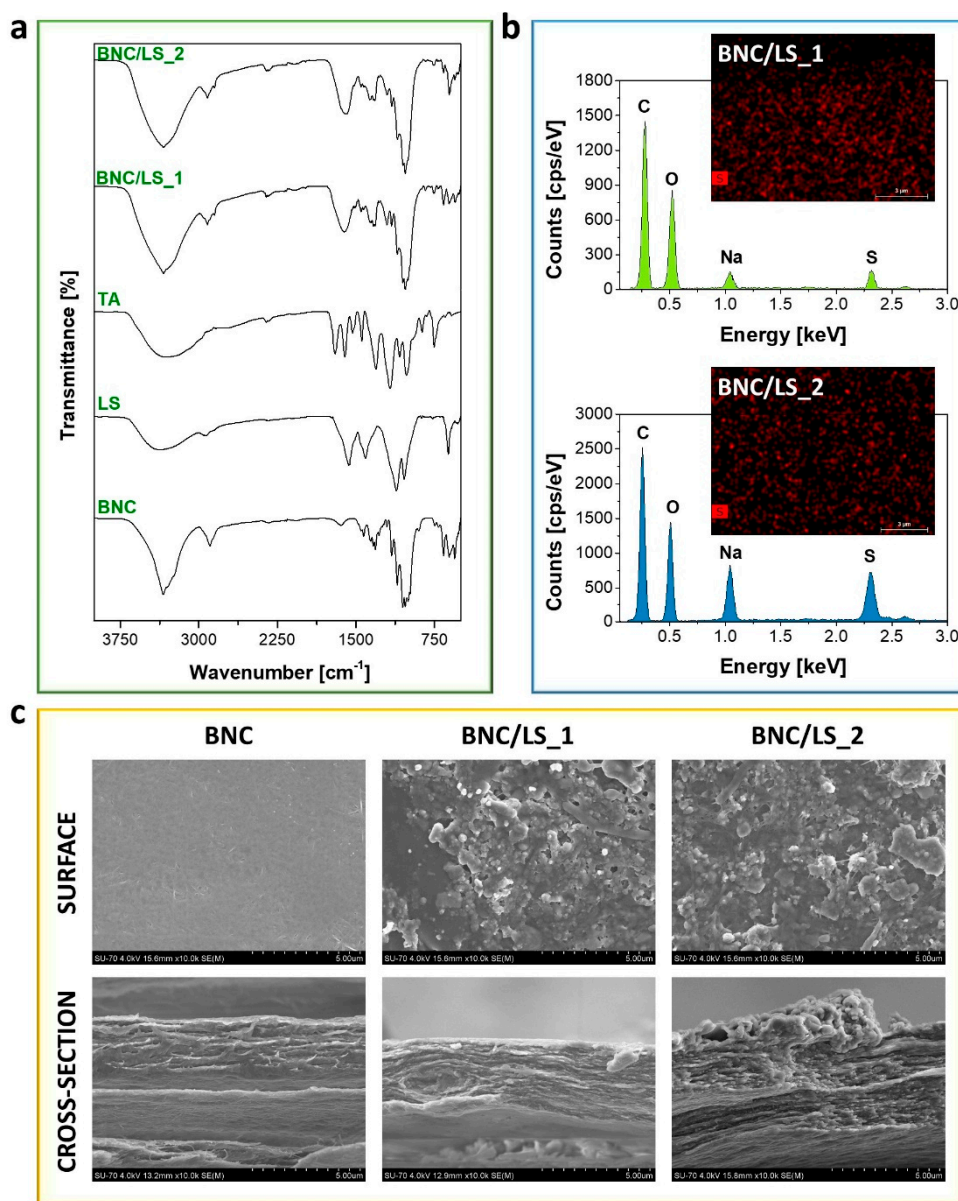 a
BNC/LS_2
BNC/LS_1
TA
LS
BNC
Transmittance [%]
3750 3000 2250 1500 750
Wavenumber [cm-1]
b
BNC/LS_1
1800
1500
1200
900
600
300
0
Counts [cps/eV]
C
O
Na
S
S
3 µm
0.5 1.0 1.5 2.0 2.5 3.0
Energy [keV]
BNC/LS_2
3000
2500
2000
1500
1000
500
0
Counts [cps/eV]
C
O
Na
S
S
3 µm
0.5 1.0 1.5 2.0 2.5 3.0
Energy [keV]
c
BNC BNC/LS_1 BNC/LS_2
SURFACE
SU-70 4.0kV 15.6mm x10.0k SE(M) 5.00um
SU-70 4.0kV 15.6mm x10.0k SE(M) 5.00um
SU-70 4.0kV 15.6mm x10.0k SE(M) 5.00um
CROSS-SECTION
SU-70 4.0kV 13.2mm x10.0k SE(M) 5.00um
SU-70 4.0kV 12.9mm x10.0k SE(M) 5.00um
SU-70 4.0kV 15.8mm x10.0k SE(M) 5.00um